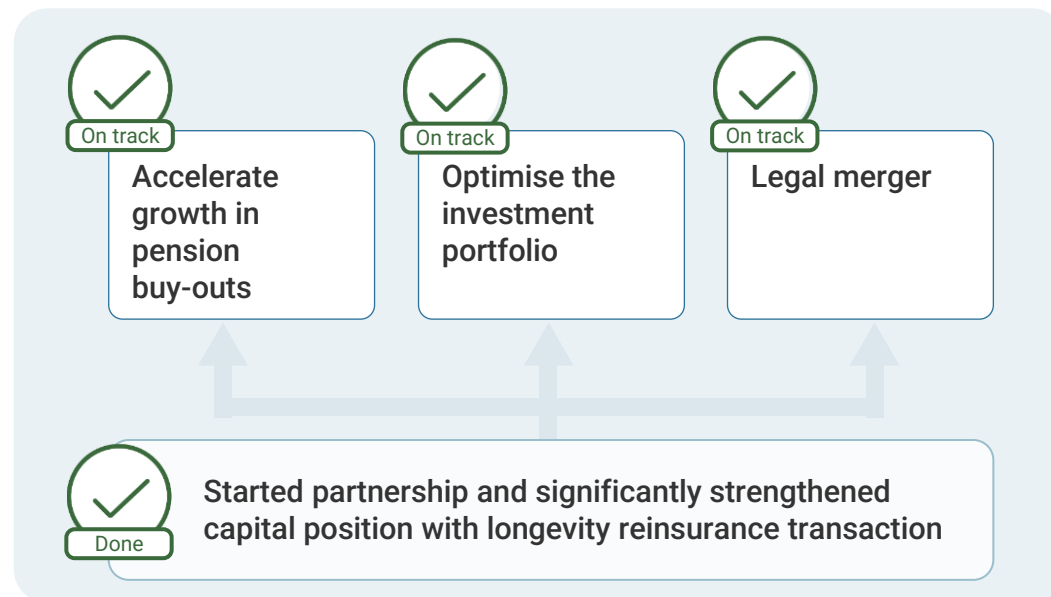 On track
Accelerate
growth in
pension
buy-outs
On track
Optimise the
investment
portfolio
On track
Legal merger
Done
Started partnership and significantly strengthened
capital position with longevity reinsurance transaction